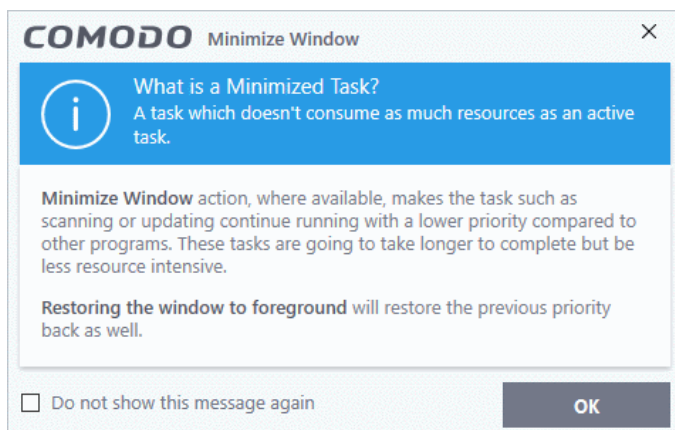 COMODO Minimize Window
What is a Minimized Task?
A task which doesn't consume as much resources as an active
task.
Minimize Window action, where available, makes the task such as
scanning or updating continue running with a lower priority compared to
other programs. These tasks are going to take longer to complete but be
less resource intensive.
Restoring the window to foreground will restore the previous priority
back as well.
Do not show this message again
OK